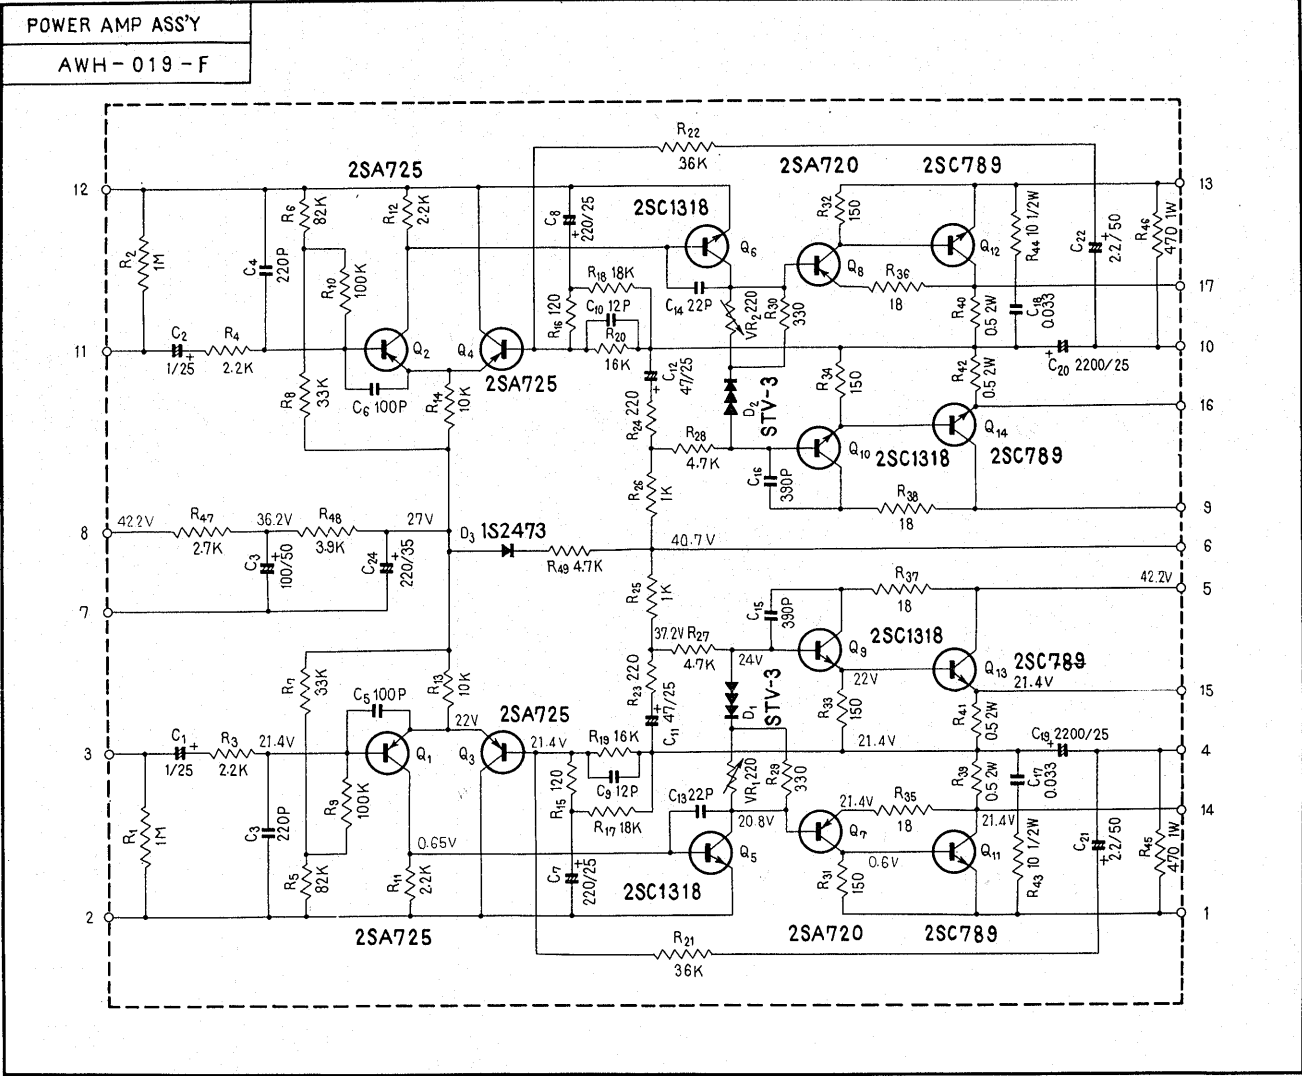 POWER AMP ASS'Y
AWH-019-F
R22
36K
2SA725
2SA720
2SC789
12
13
R6
82K
R12
2.2K
C8
220/25
2SC1318
Q6
R32
150
Q8
Q12
R44 10 1/2W
C22
2.2/50
R46
470 1W
R2
1M
C4
220P
R10
100K
R18 18K
C10 12P
R16 120
R20
16K
C14 22P
VR2 220
R30
330
R36
18
17
R40
0.5 2W
C18
0.033
11
C2
1/25
R4
2.2K
Q2
Q4
2SA725
10
C20 2200/25
R8
33K
C6 100P
R14
10K
C12
47/25
R24 220
D2
STV-3
R34
150
R42
0.5 2W
16
R28
4.7K
Q10
2SC1318
Q14
2SC789
C16
390P
R26
1K
R38
18
9
8
42.2V
R47
2.7K
36.2V
R48
3.9K
27V
D3 1S2473
C3
100/50
C24
220/35
R49 4.7K
40.7V
6
7
R25
1K
C15
390P
R37
18
42.2V
5
37.2V
R27
4.7K
24V
Q9
2SC1318
22V
Q13
2SC789
21.4V
15
R7
33K
C5 100P
R13
10K
22V
R23 220
C11
47/25
D1
STV-3
R33
150
R41
0.5 2W
3
C1
1/25
R3
2.2K
21.4V
Q1
Q3
2SA725
21.4V
R19 16K
C9 12P
21.4V
C19 2200/25
4
R1
1M
C3
220P
R9
100K
R15
120
R17 18K
C13 22P
VR1 220
R29
330
20.8V
21.4V
R35
18
Q7
R39
0.5 2W
C17
0.033
14
21.4V
0.65V
R5
82K
R11
2.2K
C7
220/25
Q5
2SC1318
0.6V
R31
150
Q11
R43 10 1/2W
C21
2.2/50
R45
470 1W
2
1
2SA725
R21
36K
2SA720
2SC789